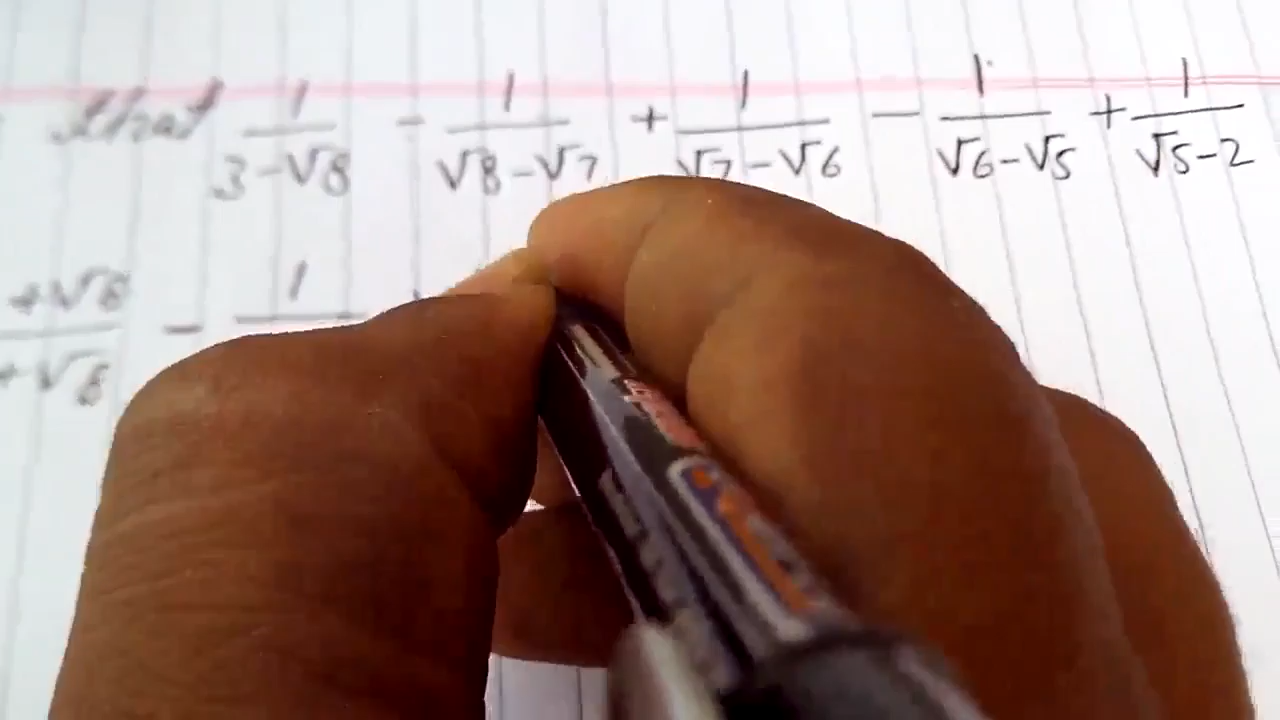 that 1/(3-√8) - 1/(√8-√7) + 1/(√7-√6) - 1/(√6-√5) + 1/(√5-2)
+√8/+√8 - 1